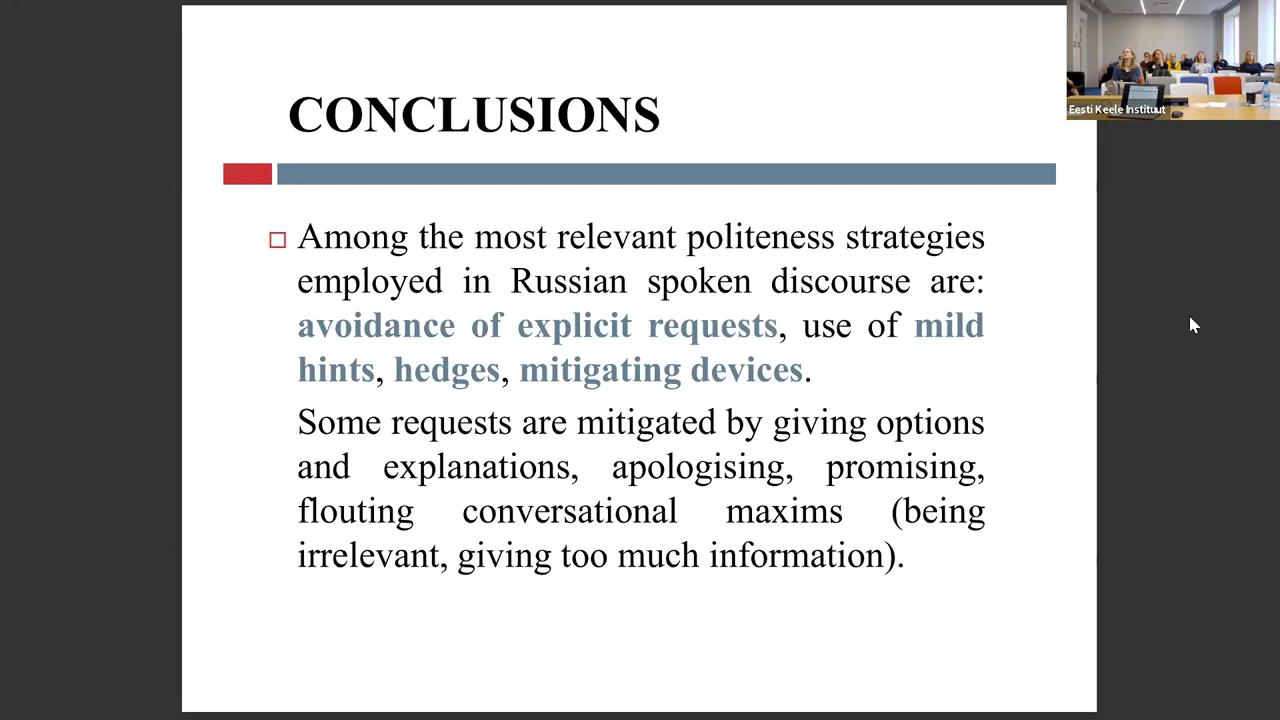 CONCLUSIONS
Eesti Keele Instituut
Among the most relevant politeness strategies
employed in Russian spoken discourse are:
avoidance of explicit requests, use of mild
hints, hedges, mitigating devices.
Some requests are mitigated by giving options
and explanations, apologising, promising,
flouting conversational maxims (being
irrelevant, giving too much information).